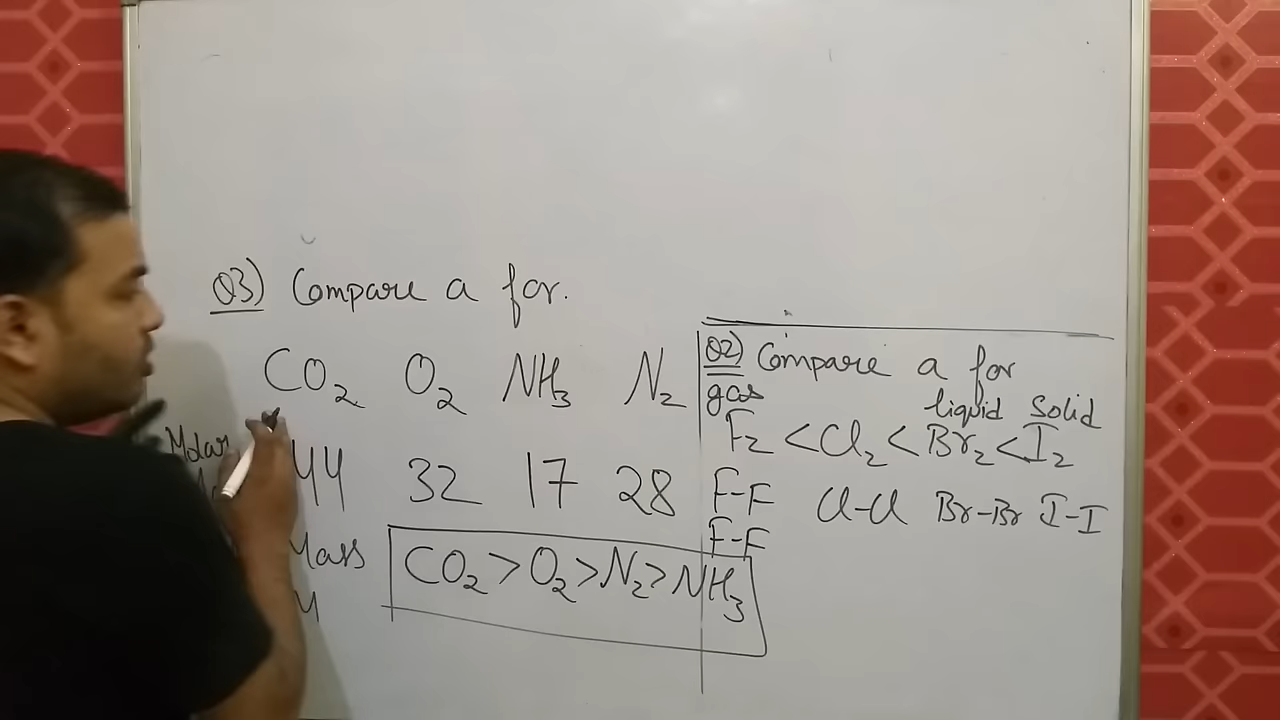 Q3) Compare a for.
CO2 O2 NH3 N2
Molar
44 32 17 28
Mass
CO2 > O2 > N2 > NH3
Q2) Compare a for
gas liquid Solid
F2 < Cl2 < Br2 < I2
F-F Cl-Cl Br-Br I-I
F-F